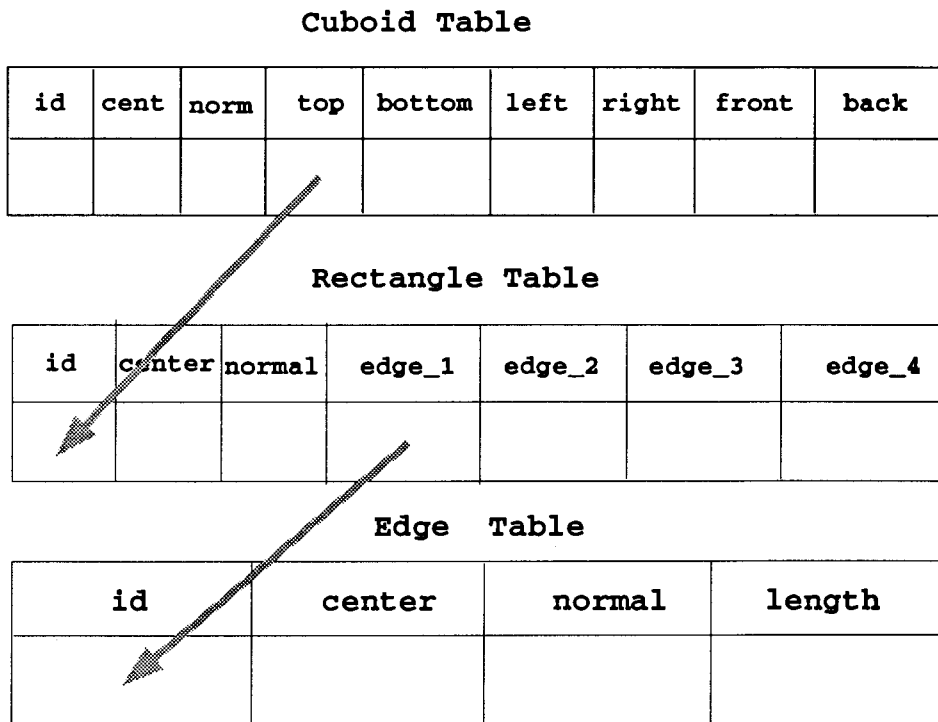 Cuboid Table
id cent norm top bottom left right front back
Rectangle Table
id center normal edge_1 edge_2 edge_3 edge_4
Edge Table
id center normal length